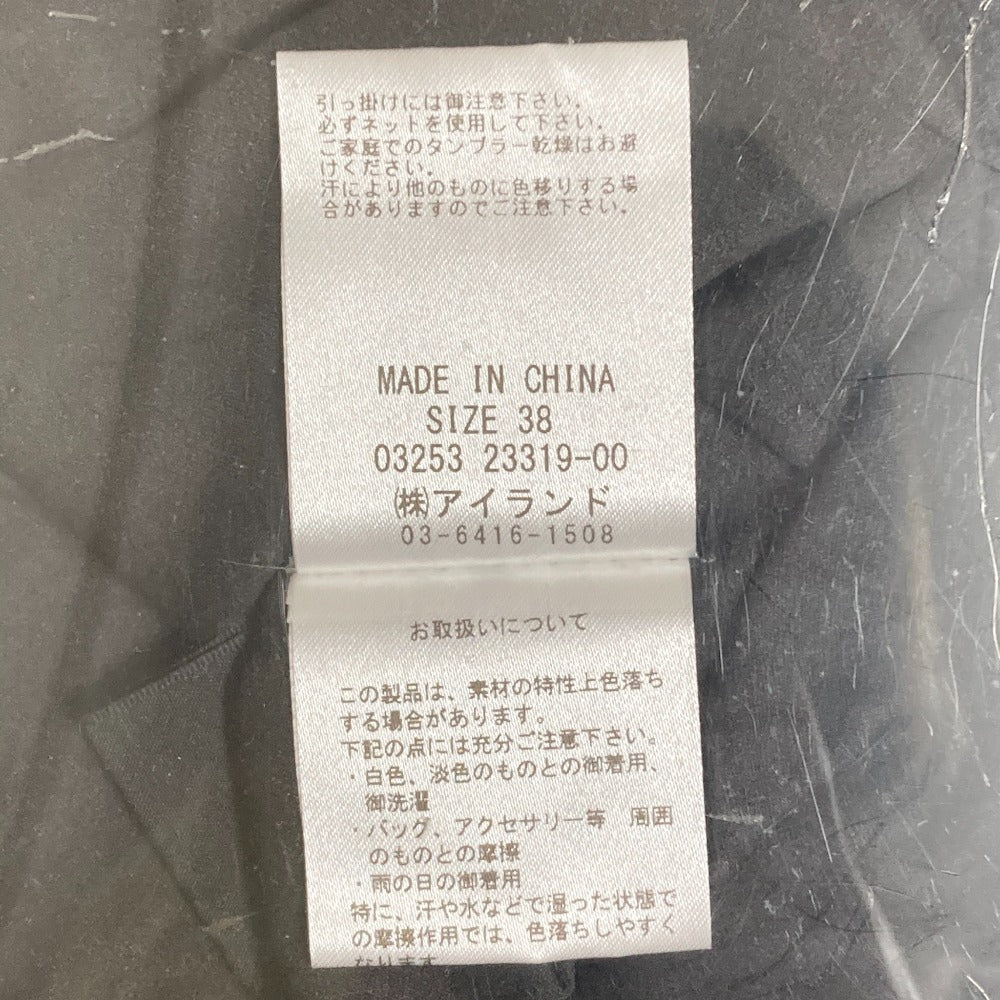 引っ掛けには御注意下さい。
必ずネットを使用して下さい。
ご家庭でのタンブラー乾燥はお避
けください。
汗により他のものに色移りする場
合がありますのでご注意下さい。
MADE IN CHINA
SIZE 38
03253 23319-00
㈱アイランド
03-6416-1508
お取扱いについて
この製品は、素材の特性上色落ち
する場合があります。
下記の点には充分ご注意下さい。
・白色、淡色のものとの御着用、
御洗濯
・バッグ、アクセサリー等　周囲
のものとの摩擦
・雨の日の御着用
特に、汗や水などで湿った状態で
の摩擦作用では、色落ちしやすく
なります